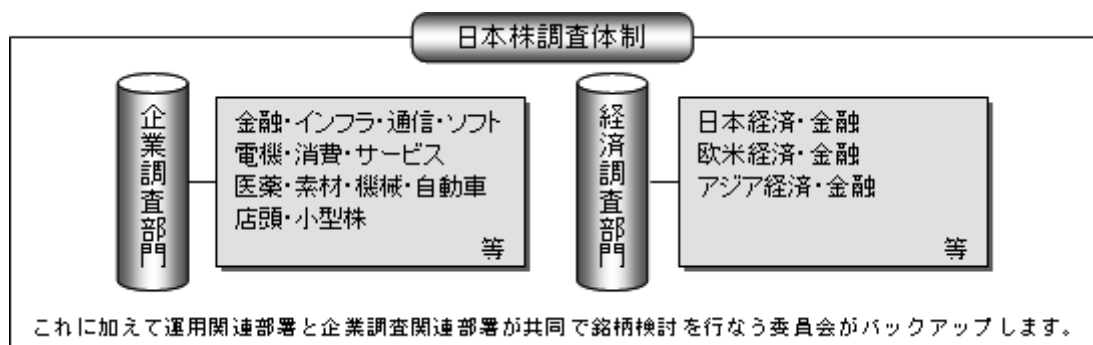 日本株調査体制
企業調査部門
金融・インフラ・通信・ソフト
電機・消費・サービス
医薬・素材・機械・自動車
店頭・小型株
等
経済調査部門
日本経済・金融
欧米経済・金融
アジア経済・金融
等
これに加えて運用関連部署と企業調査関連部署が共同で銘柄検討を行なう委員会がバックアップします。